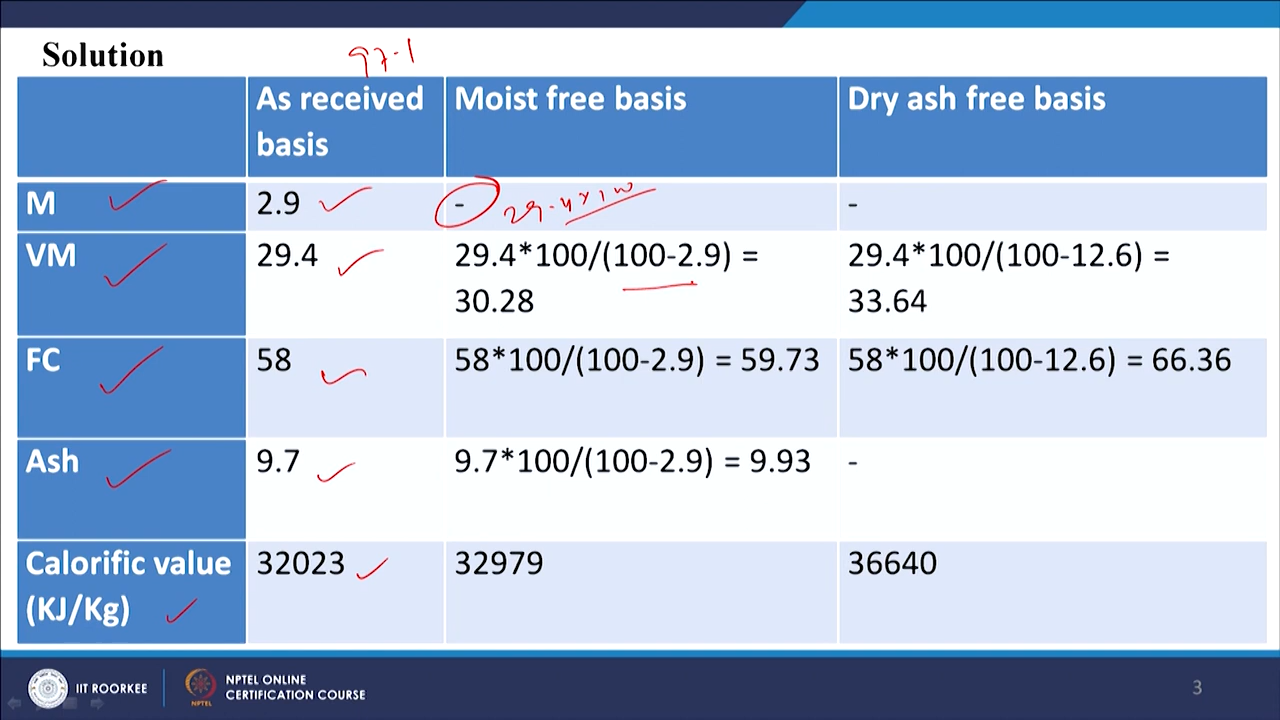 Solution
97.1
As received basis
Moist free basis
Dry ash free basis
M
2.9
-
29.4x100
-
VM
29.4
29.4*100/(100-2.9) =
30.28
29.4*100/(100-12.6) =
33.64
FC
58
58*100/(100-2.9) = 59.73
58*100/(100-12.6) = 66.36
Ash
9.7
9.7*100/(100-2.9) = 9.93
-
Calorific value
(KJ/Kg)
32023
32979
36640
IIT ROORKEE
NPTEL
NPTEL ONLINE
CERTIFICATION COURSE
3